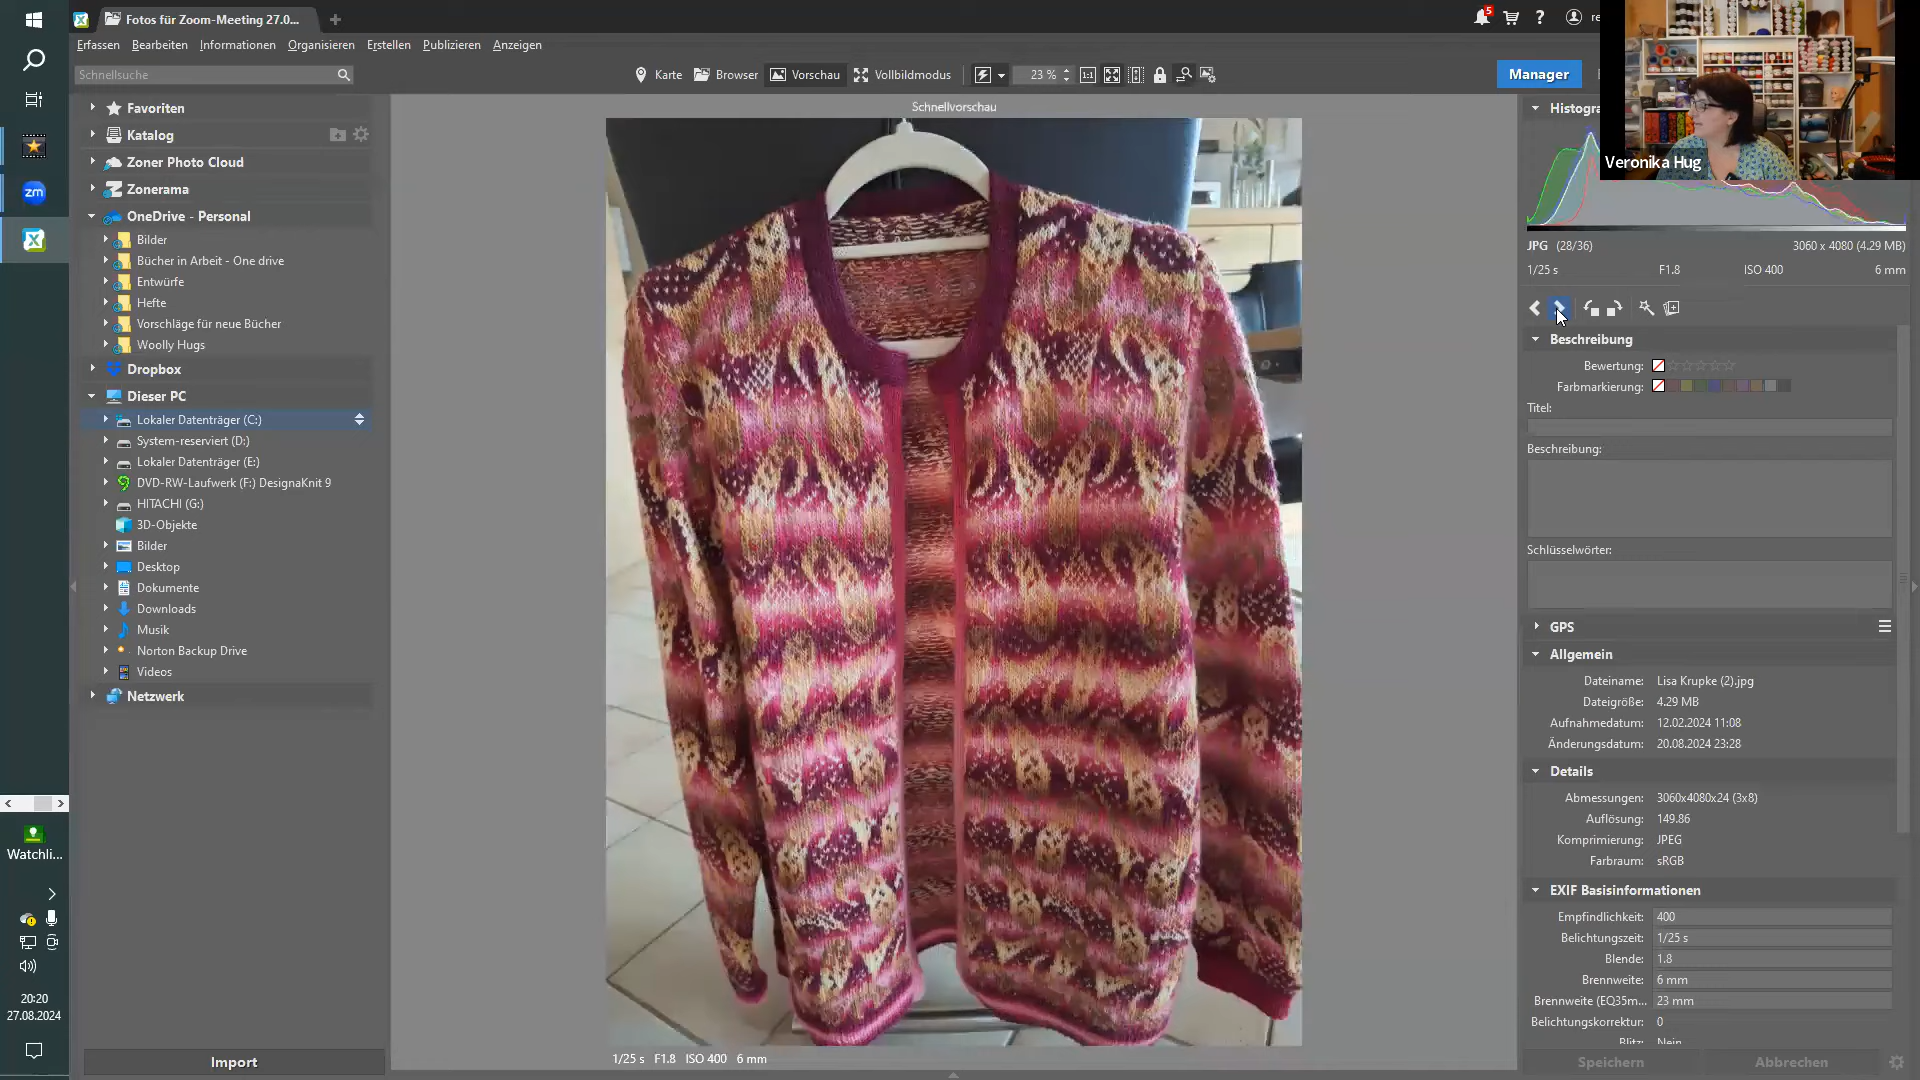 Fotos für Zoom-Meeting 27.0...
5
Erfassen Bearbeiten Informationen Organisieren Erstellen Publizieren Anzeigen
Schnellsuche
Karte Browser Vorschau Vollbildmodus 23 % 1:1
Manager
Schnellvorschau
Veronika Hug
Favoriten
Katalog
Zoner Photo Cloud
Zonerama
OneDrive - Personal
Bilder
Bücher in Arbeit - One drive
Entwürfe
Hefte
Vorschläge für neue Bücher
Woolly Hugs
Dropbox
Dieser PC
Lokaler Datenträger (C:)
System-reserviert (D:)
Lokaler Datenträger (E:)
DVD-RW-Laufwerk (F:) DesignaKnit 9
HITACHI (G:)
3D-Objekte
Bilder
Desktop
Dokumente
Downloads
Musik
Norton Backup Drive
Videos
Netzwerk
Import
zm
Watchli...
20:20
27.08.2024
1/25 s F1.8 ISO 400 6 mm
JPG (28/36) 3060 x 4080 (4.29 MB)
1/25 s F1.8 ISO 400 6 mm
Beschreibung
Bewertung:
Farbmarkierung:
Titel:
Beschreibung:
Schlüsselwörter:
GPS
Allgemein
Dateiname: Lisa Krupke (2).jpg
Dateigröße: 4.29 MB
Aufnahmedatum: 12.02.2024 11:08
Änderungsdatum: 20.08.2024 23:28
Details
Abmessungen: 3060x4080x24 (3x8)
Auflösung: 149.86
Komprimierung: JPEG
Farbraum: sRGB
EXIF Basisinformationen
Empfindlichkeit: 400
Belichtungszeit: 1/25 s
Blende: 1.8
Brennweite: 6 mm
Brennweite (EQ35m... 23 mm
Belichtungskorrektur: 0
Blitz: Nein
Speichern Abbrechen